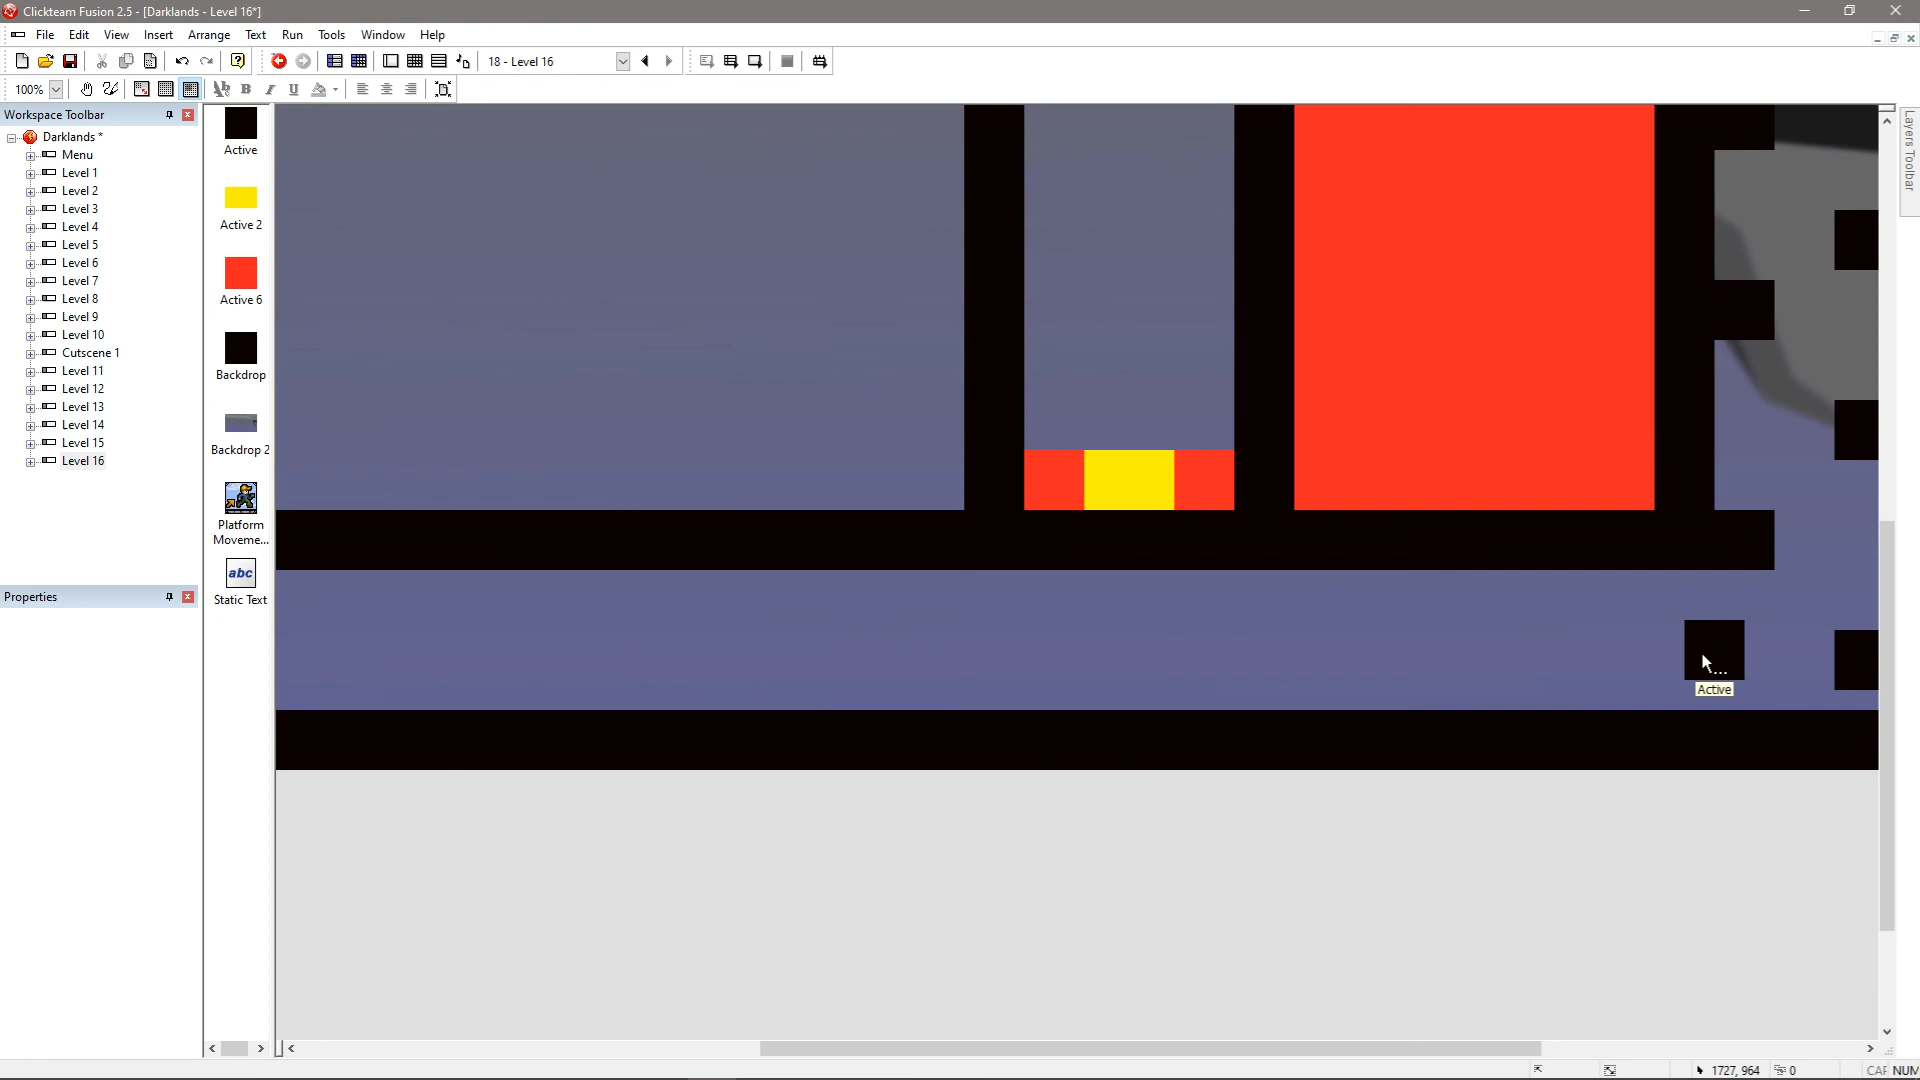 Clickteam Fusion 2.5 - [Darklands - Level 16*]
File Edit View Insert Arrange Text Run Tools Window Help
18 - Level 16
100%
Workspace Toolbar
Darklands *
Menu
Level 1
Level 2
Level 3
Level 4
Level 5
Level 6
Level 7
Level 8
Level 9
Level 10
Cutscene 1
Level 11
Level 12
Level 13
Level 14
Level 15
Level 16
Properties
Active
Active 2
Active 6
Backdrop
Backdrop 2
Platform
Moveme...
abc
Static Text
Active
Layers Toolbar
1727, 964
0
CAP NUM